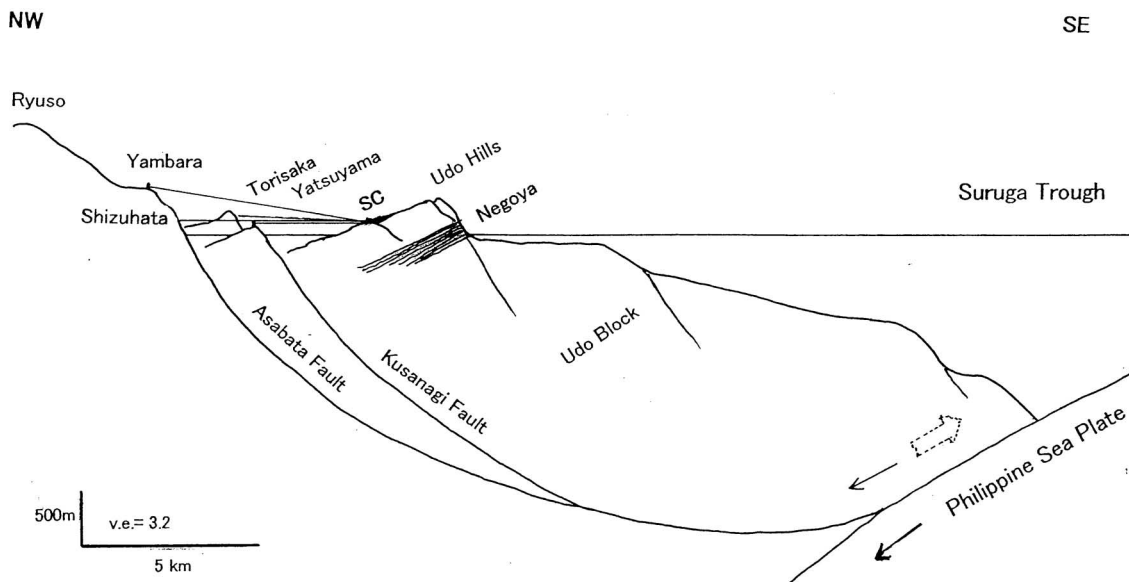 NW
SE
Ryuso
Yambara
Torisaka
Yatsuyama
SC
Udo Hills
Negoya
Shizuhata
Suruga Trough
Asabata Fault
Kusanagi Fault
Udo Block
Philippine Sea Plate
500m
v.e.= 3.2
5 km